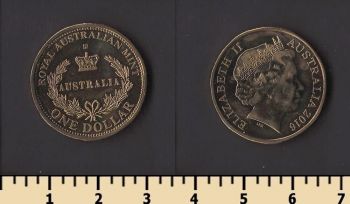 ROYAL AUSTRALIAN MINT
AUSTRALIA
ONE DOLLAR
ELIZABETH II
AUSTRALIA 2016
1 2 3 4 5 6 7